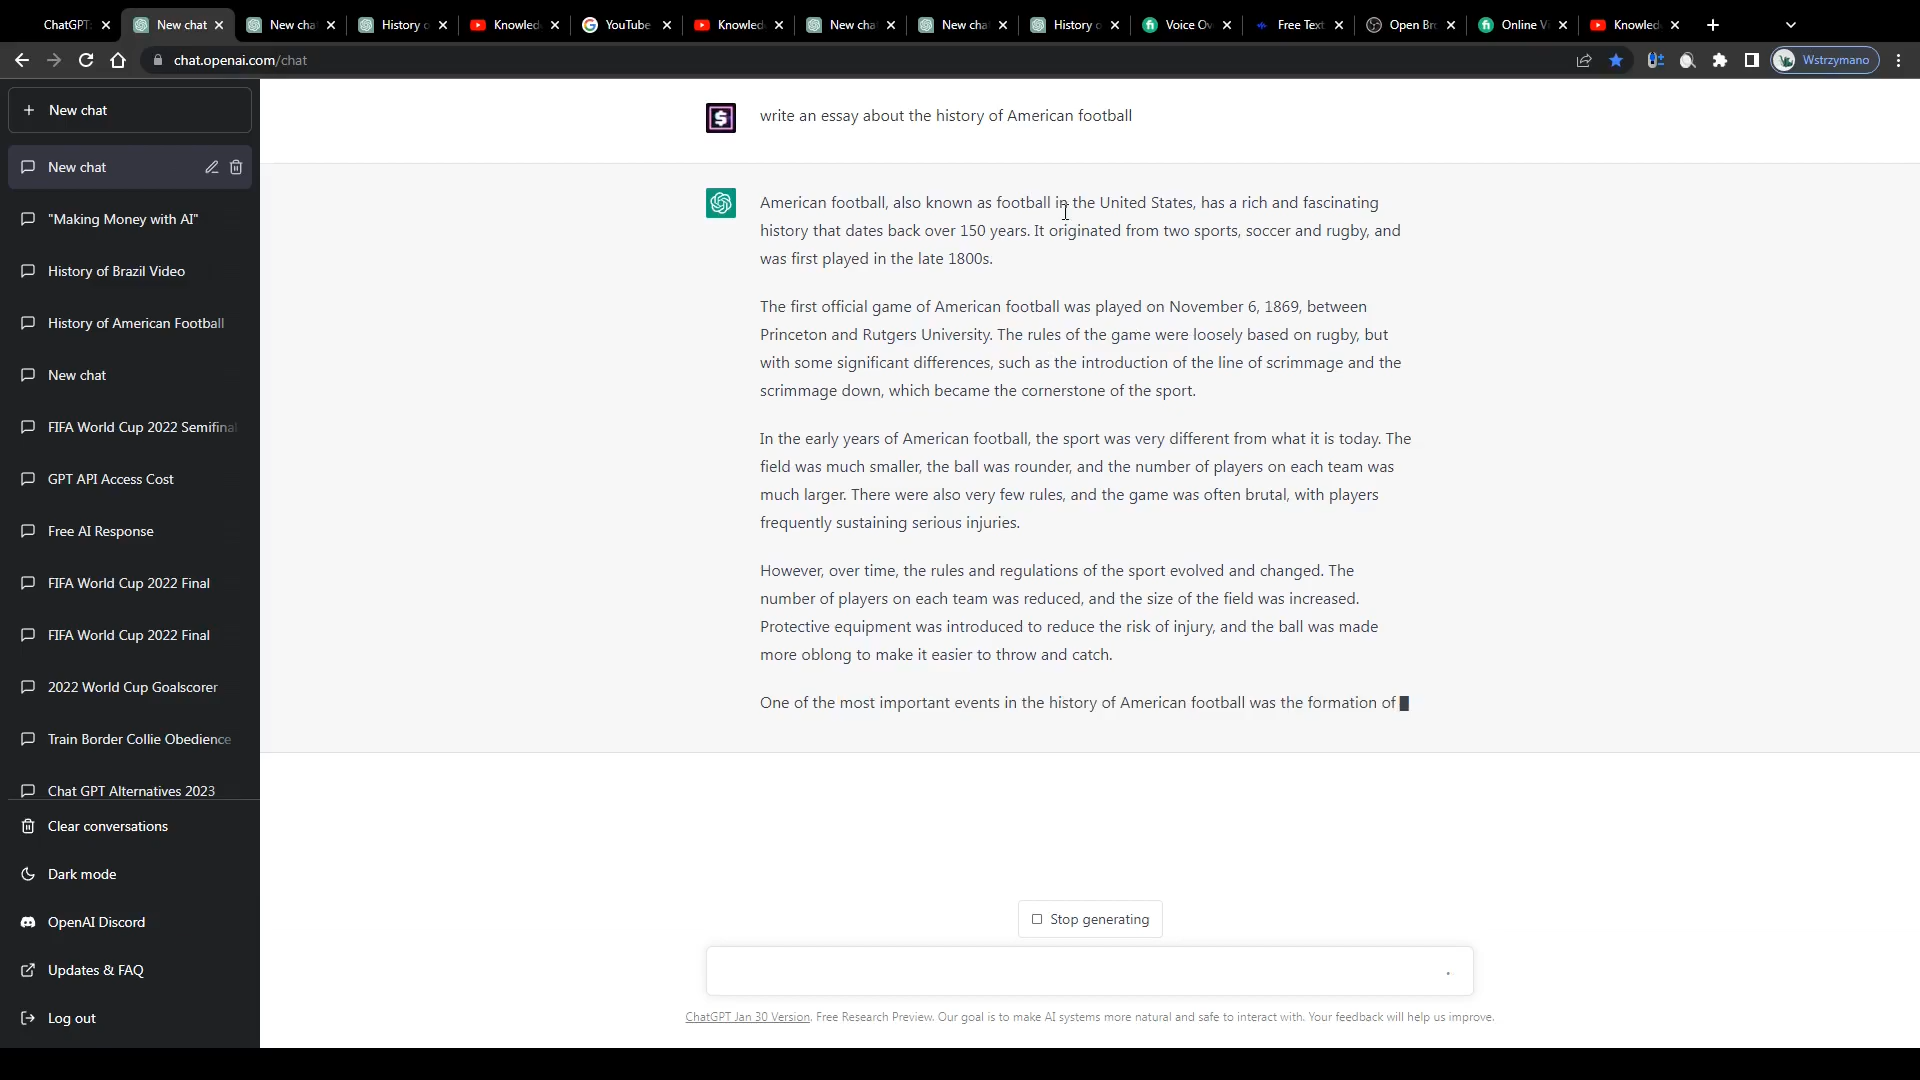 ChatGPT:
New chat
New cha
History o
Knowled
YouTube
Knowled
New cha
New cha
History o
Voice Ov
Free Text
Open Bro
Online Vi
Knowled
chat.openai.com/chat
Wstrzymano
New chat
New chat
"Making Money with AI"
History of Brazil Video
History of American Football
New chat
FIFA World Cup 2022 Semifinal
GPT API Access Cost
Free AI Response
FIFA World Cup 2022 Final
FIFA World Cup 2022 Final
2022 World Cup Goalscorer
Train Border Collie Obedience
Chat GPT Alternatives 2023
Clear conversations
Dark mode
OpenAI Discord
Updates & FAQ
Log out
write an essay about the history of American football
American football, also known as football in the United States, has a rich and fascinating
history that dates back over 150 years. It originated from two sports, soccer and rugby, and
was first played in the late 1800s.
The first official game of American football was played on November 6, 1869, between
Princeton and Rutgers University. The rules of the game were loosely based on rugby, but
with some significant differences, such as the introduction of the line of scrimmage and the
scrimmage down, which became the cornerstone of the sport.
In the early years of American football, the sport was very different from what it is today. The
field was much smaller, the ball was rounder, and the number of players on each team was
much larger. There were also very few rules, and the game was often brutal, with players
frequently sustaining serious injuries.
However, over time, the rules and regulations of the sport evolved and changed. The
number of players on each team was reduced, and the size of the field was increased.
Protective equipment was introduced to reduce the risk of injury, and the ball was made
more oblong to make it easier to throw and catch.
One of the most important events in the history of American football was the formation of
Stop generating
ChatGPT Jan 30 Version. Free Research Preview. Our goal is to make AI systems more natural and safe to interact with. Your feedback will help us improve.